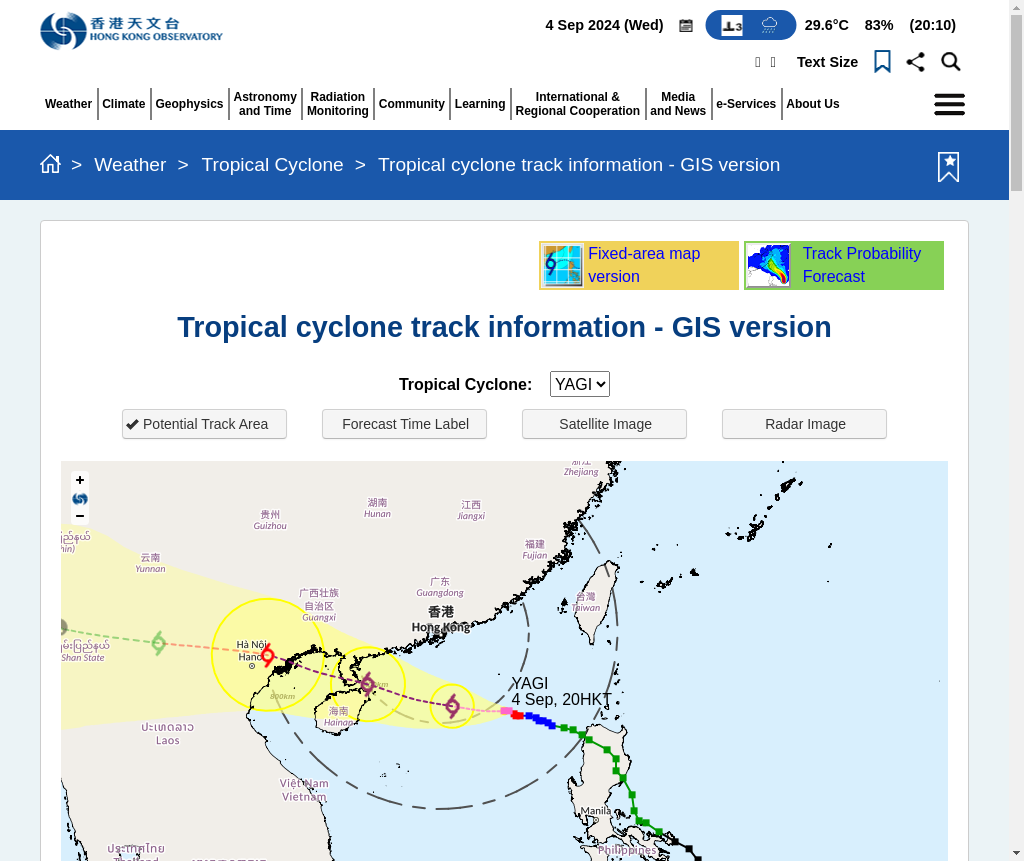 香港天文台
HONG KONG OBSERVATORY
4 Sep 2024 (Wed)
3
29.6°C 83% (20:10)
Text Size
Weather
Climate
Geophysics
Astronomy
and Time
Radiation
Monitoring
Community
Learning
International &
Regional Cooperation
Media
and News
e-Services
About Us
> Weather > Tropical Cyclone > Tropical cyclone track information - GIS version
Fixed-area map
version
Track Probability
Forecast
Tropical cyclone track information - GIS version
Tropical Cyclone: YAGI
Potential Track Area
Forecast Time Label
Satellite Image
Radar Image
+
−
浙江
Zhejiang
湖南
Hunan
江西
Jiangxi
贵州
Guizhou
福建
Fujian
云南
Yunnan
广东
Guangdong
广西壮族
自治区
Guangxi
台灣
Taiwan
香港
Hong Kong
Hà Nội
Shan State
800km
海南
Hainan
YAGI
4 Sep, 20HKT
ປະເທດລາວ
Laos
Việt Nam
Vietnam
Manila
Philippines
ประเทศไทย
Thailand